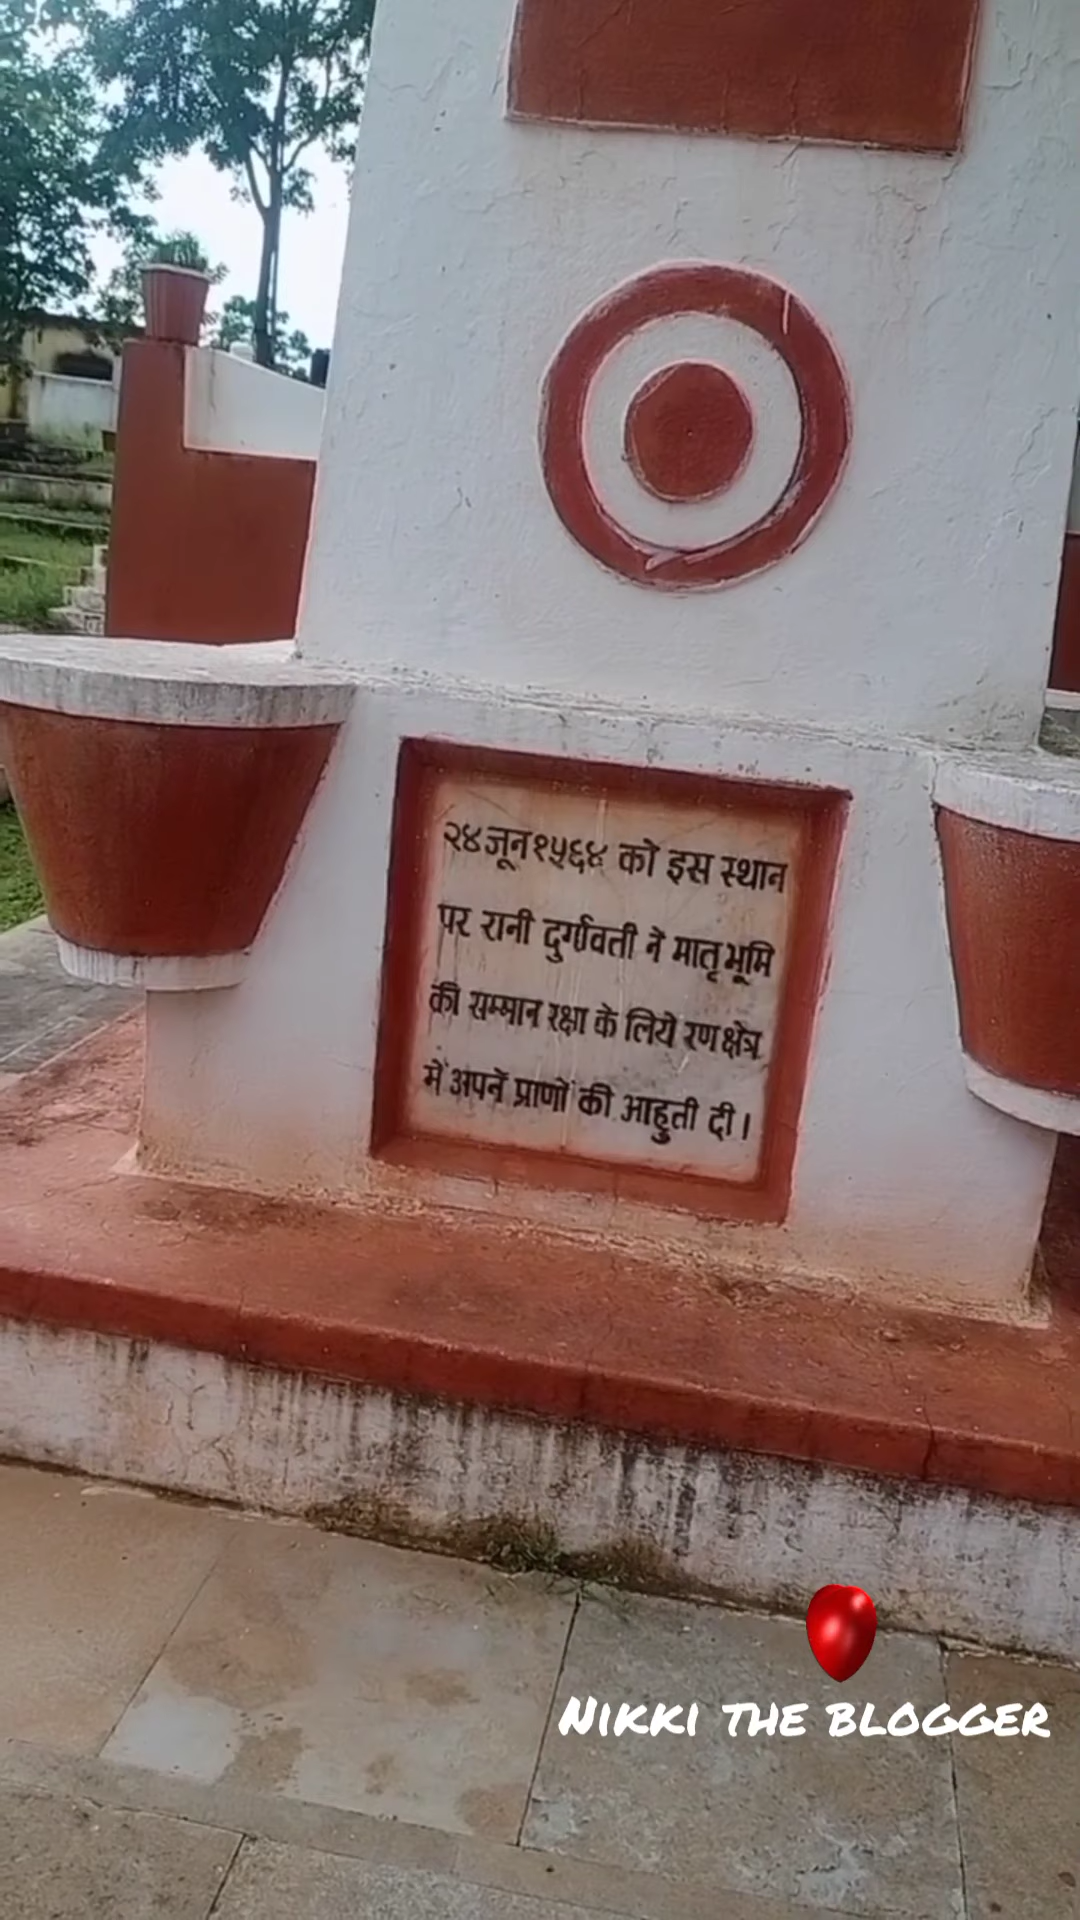 २४ जून १५६४ को इस स्थान
पर रानी दुर्गावती ने मातृ भूमि
की सम्मान रक्षा के लिये रण क्षेत्र
में अपने प्राणों की आहुती दी।
NIKKI THE BLOGGER